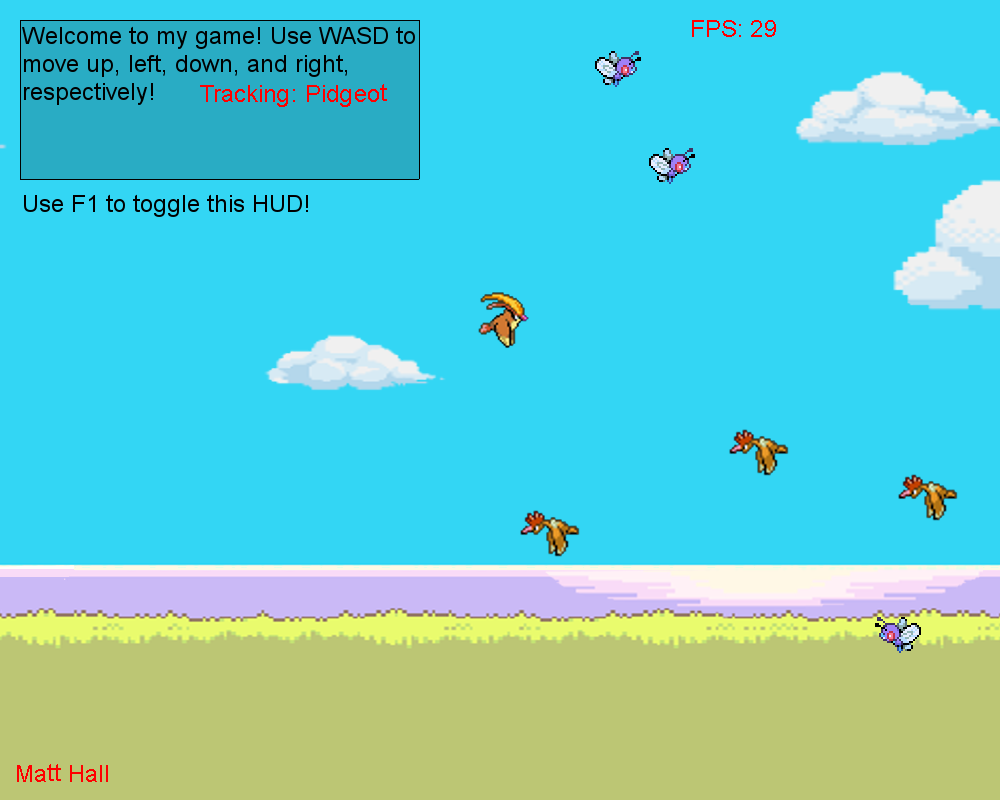 Welcome to my game! Use WASD to
move up, left, down, and right,
respectively!
Tracking: Pidgeot
Use F1 to toggle this HUD!
FPS: 29
Matt Hall